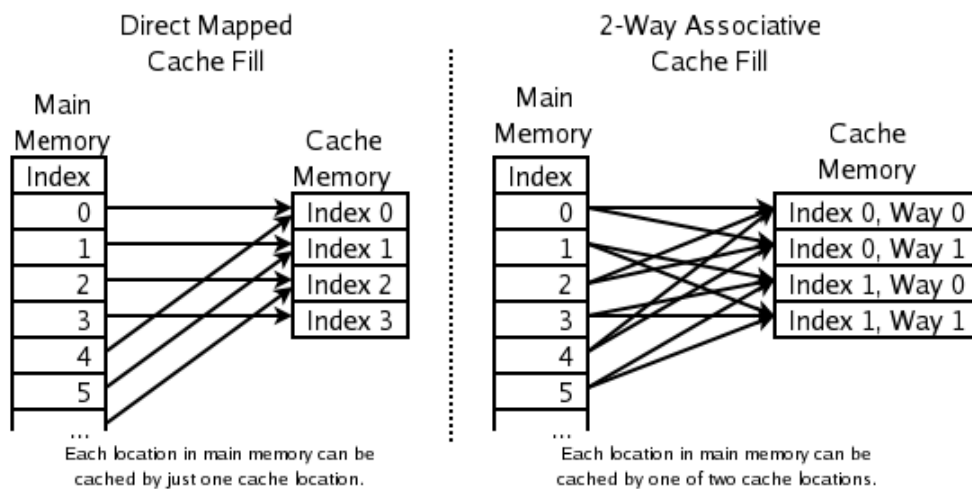 Direct Mapped
Cache Fill
Main
Memory
Index
0
1
2
3
4
5
...
Cache
Memory
Index 0
Index 1
Index 2
Index 3
Each location in main memory can be
cached by just one cache location.
2-Way Associative
Cache Fill
Main
Memory
Index
0
1
2
3
4
5
...
Cache
Memory
Index 0, Way 0
Index 0, Way 1
Index 1, Way 0
Index 1, Way 1
Each location in main memory can be
cached by one of two cache locations.